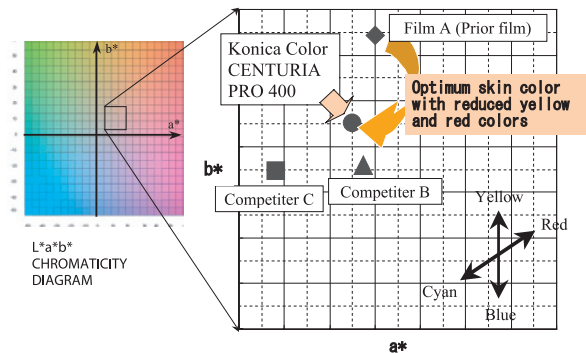 b*
a*
L*a*b*
CHROMATICITY
DIAGRAM
Film A (Prior film)
Konica Color
CENTURIA
PRO 400
Optimum skin color
with reduced yellow
and red colors
b*
Competiter C
Competiter B
Yellow
Red
Cyan
Blue
a*